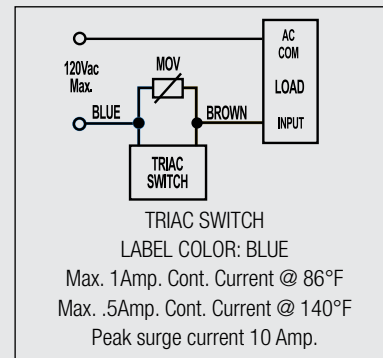 AC
COM
120Vac
Max.
MOV
LOAD
BLUE
BROWN
INPUT
TRIAC
SWITCH
TRIAC SWITCH
LABEL COLOR: BLUE
Max. 1Amp. Cont. Current @ 86°F
Max. .5Amp. Cont. Current @ 140°F
Peak surge current 10 Amp.